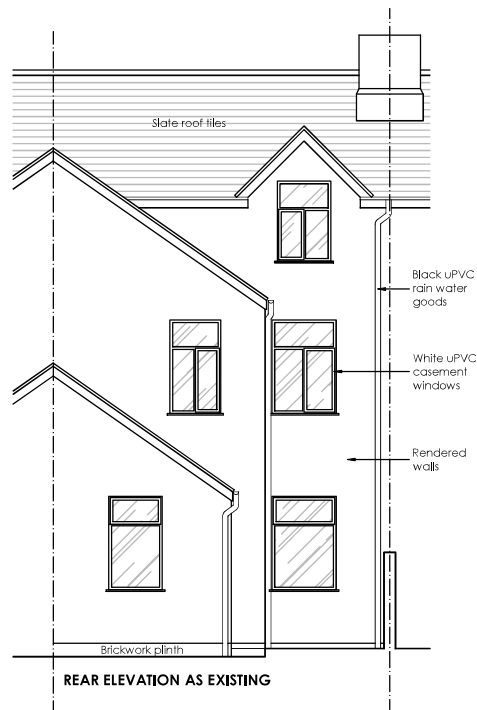 Slate roof tiles
Black uPVC
rain water
goods
White uPVC
casement
windows
Rendered
walls
Brickwork plinth
REAR ELEVATION AS EXISTING